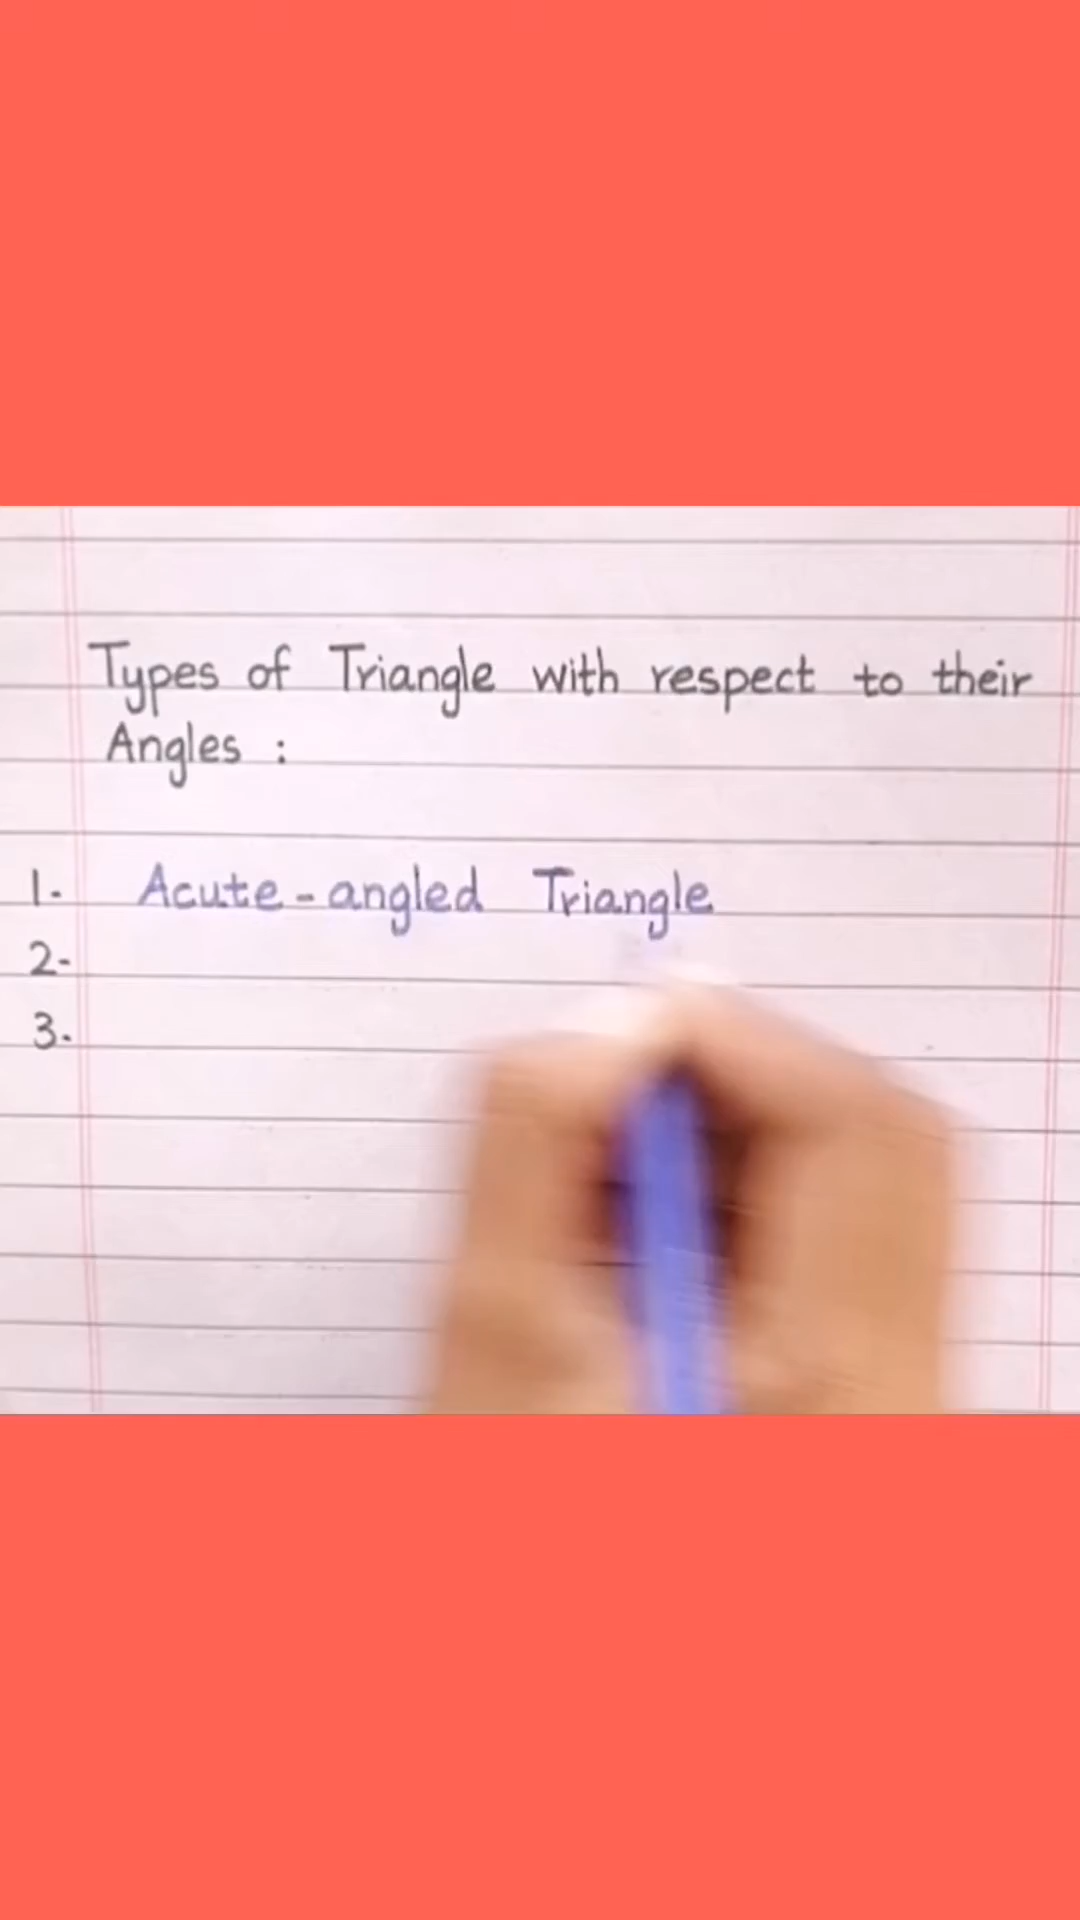 Types of Triangle with respect to their
Angles :
1. Acute-angled Triangle
2.
3.